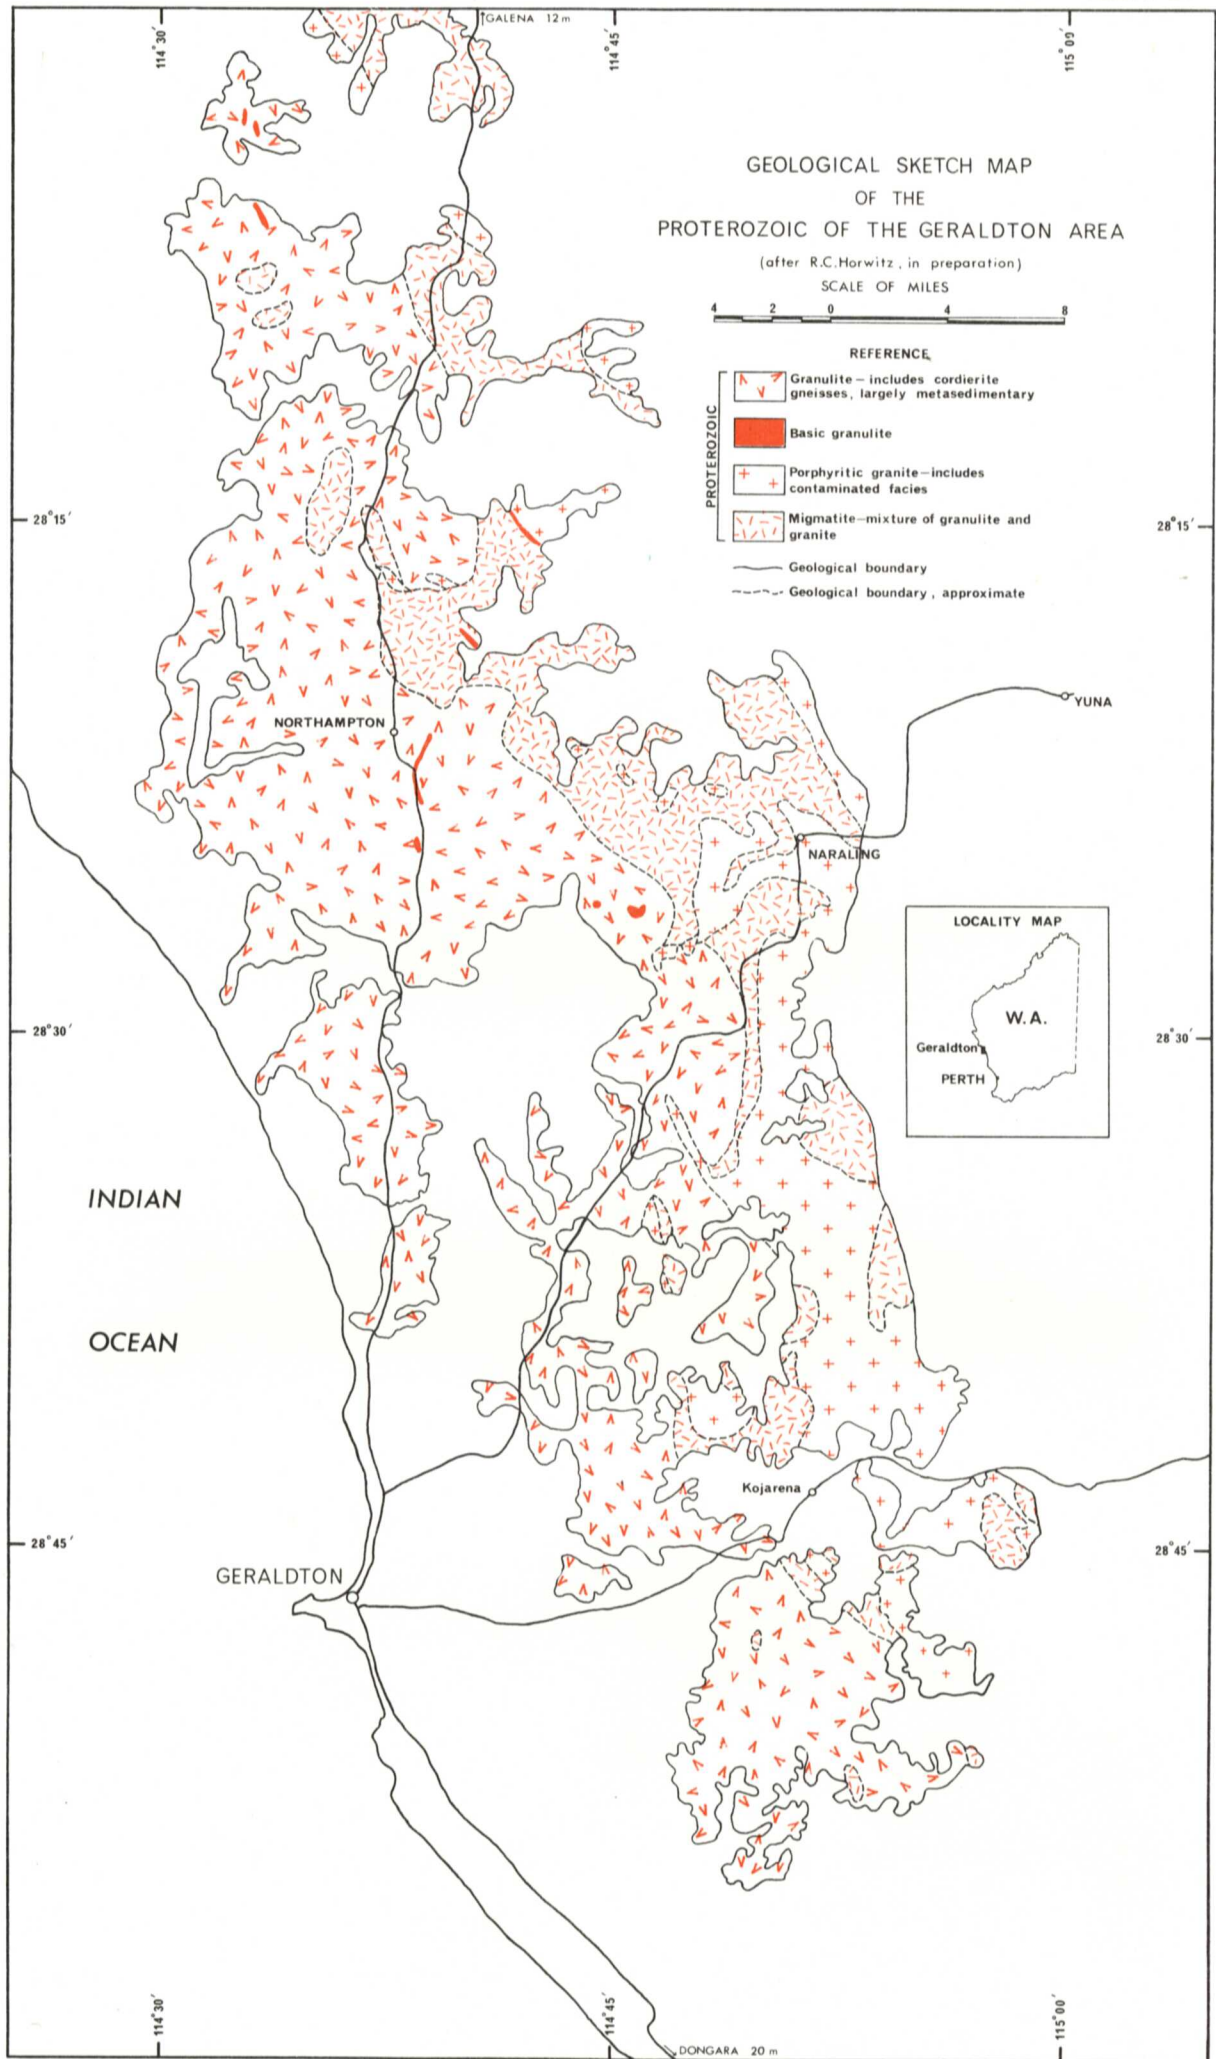 GALENA 12 m
114°30′
114°45′
115°09′
GEOLOGICAL SKETCH MAP
OF THE
PROTEROZOIC OF THE GERALDTON AREA
(after R.C.Horwitz, in preparation)
SCALE OF MILES
4 2 0 4 8
REFERENCE
PROTEROZOIC
Granulite – includes cordierite
gneisses, largely metasedimentary
Basic granulite
Porphyritic granite – includes
contaminated facies
Migmatite – mixture of granulite and
granite
Geological boundary
Geological boundary, approximate
28°15′
28°15′
NORTHAMPTON
YUNA
NARALING
LOCALITY MAP
W.A.
Geraldton
PERTH
28°30′
28°30′
INDIAN
OCEAN
Kojarena
28°45′
28°45′
GERALDTON
114°30′
114°45′
115°00′
DONGARA 20 m